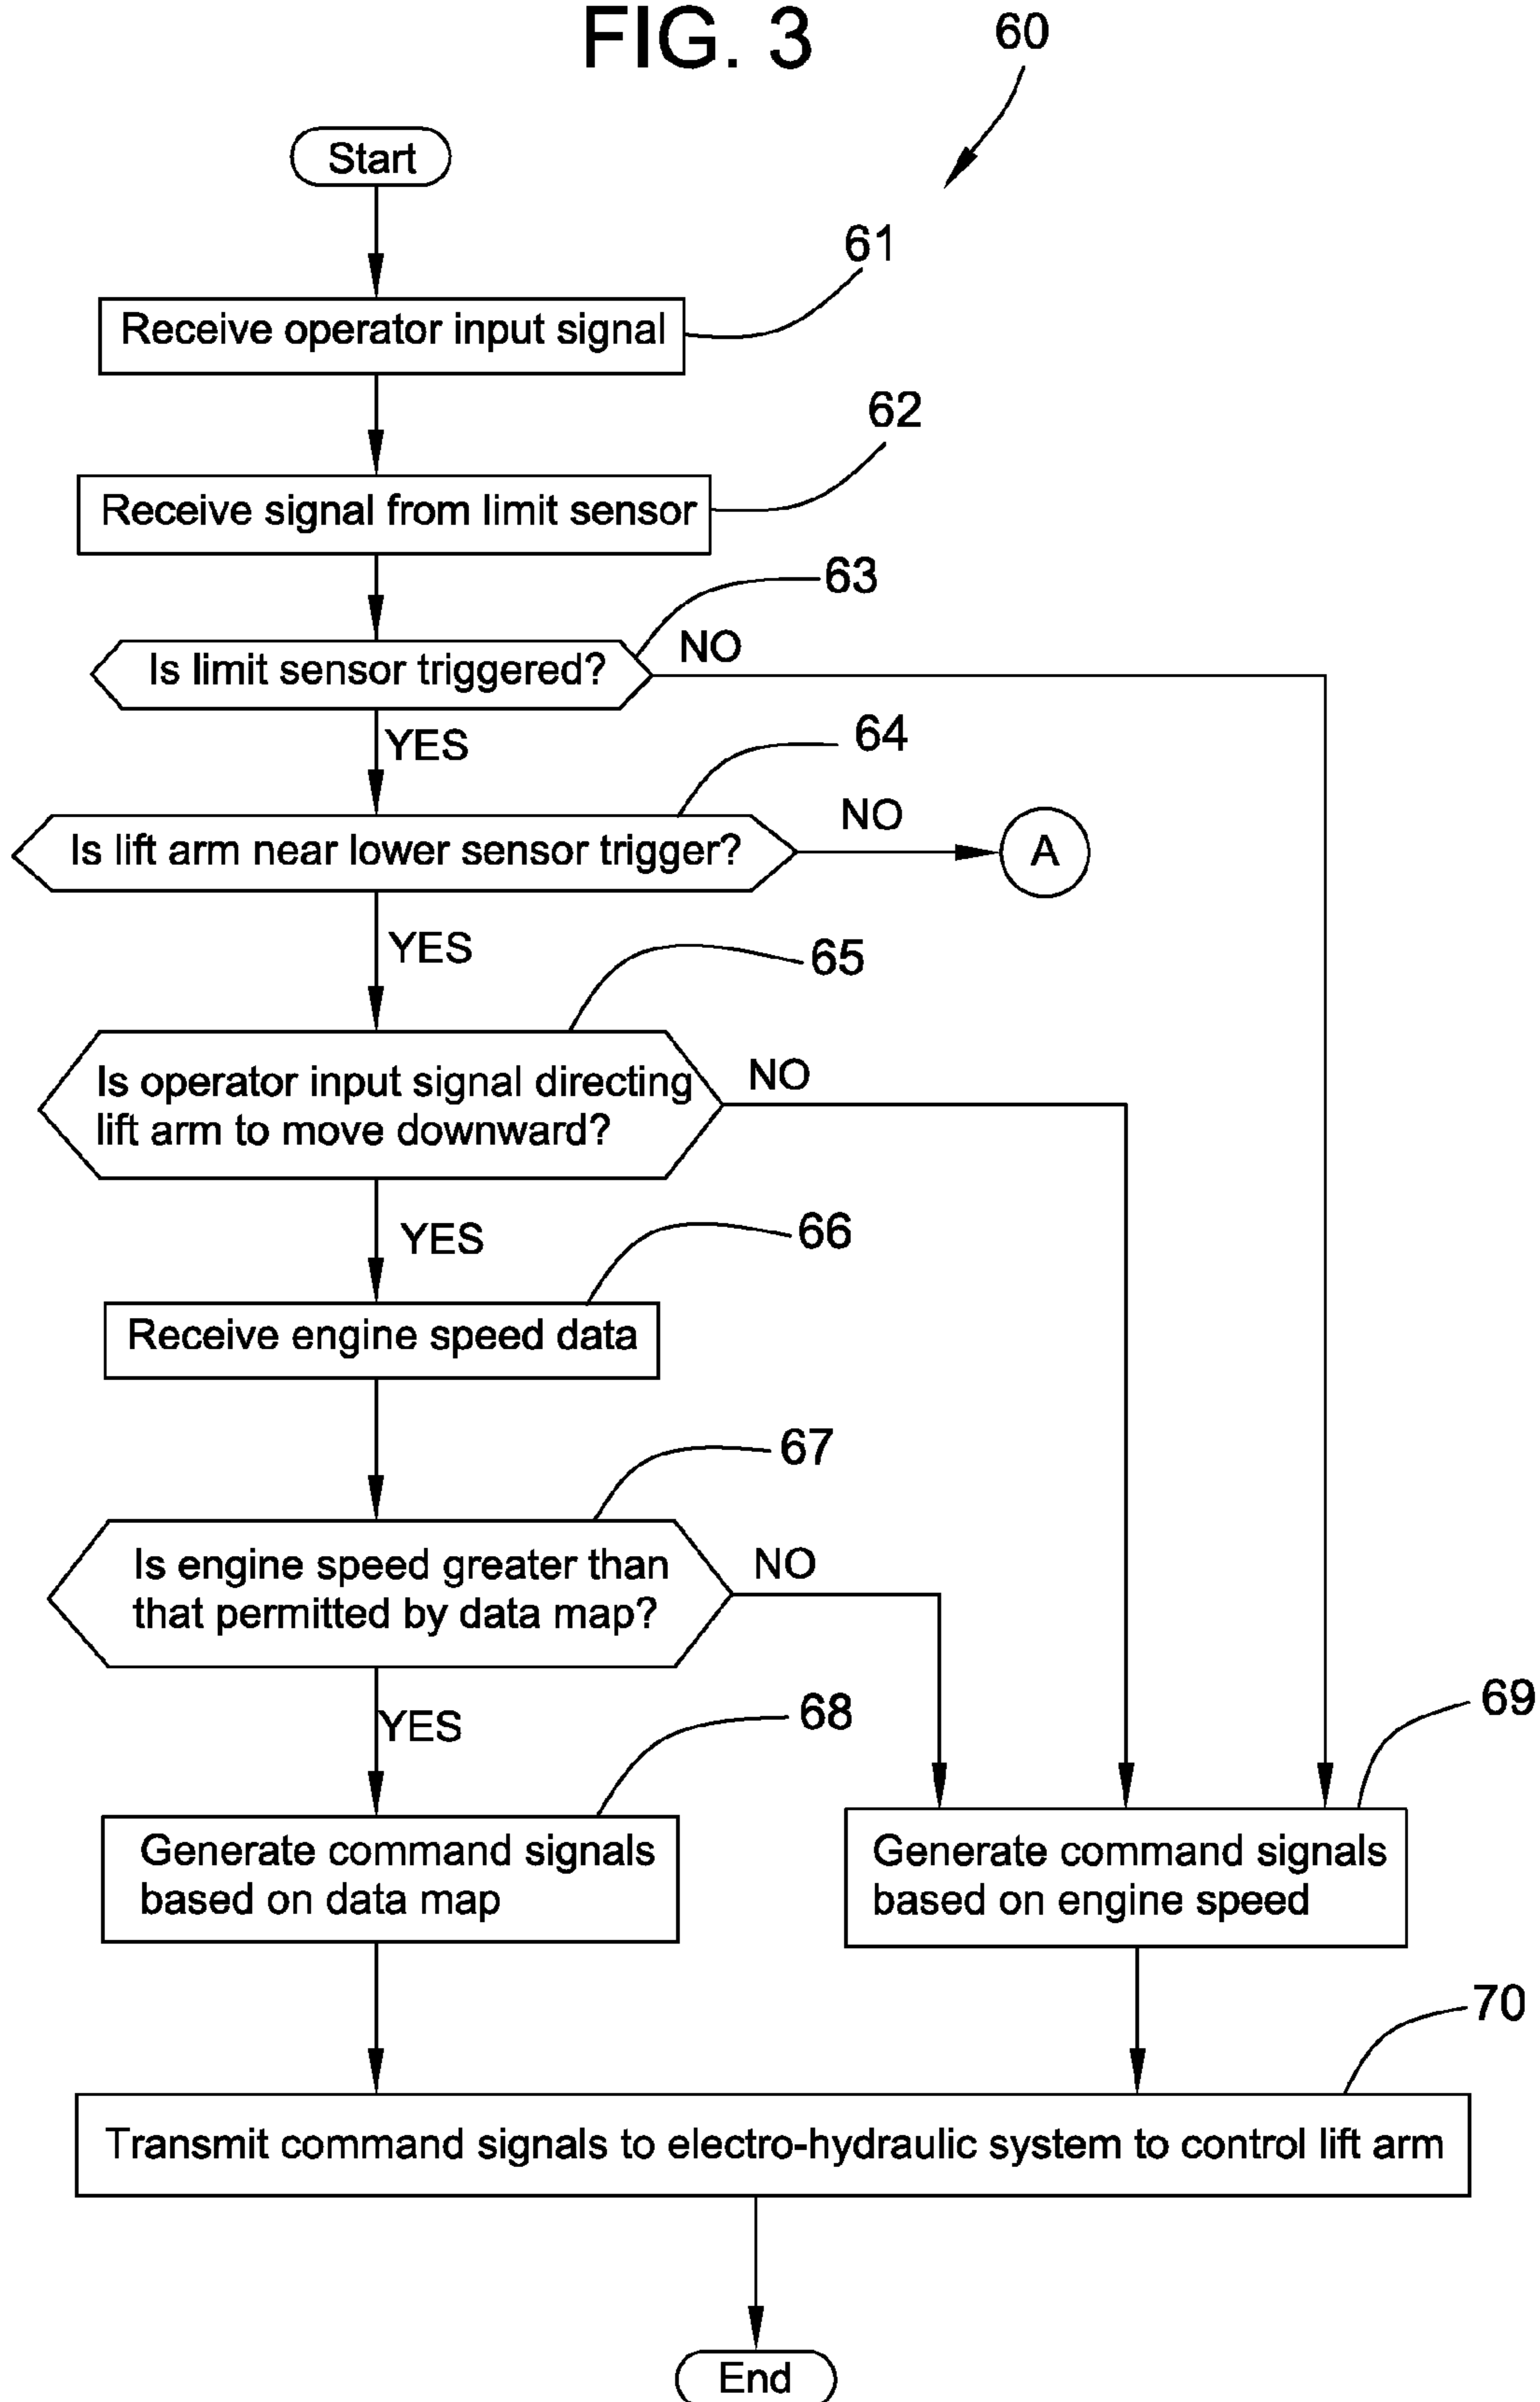 FIG. 3
60
Start
61
Receive operator input signal
62
Receive signal from limit sensor
63
Is limit sensor triggered?
NO
YES
64
Is lift arm near lower sensor trigger?
NO
A
YES
65
Is operator input signal directing
lift arm to move downward?
NO
YES
66
Receive engine speed data
67
Is engine speed greater than
that permitted by data map?
NO
YES
68
69
Generate command signals
based on data map
Generate command signals
based on engine speed
70
Transmit command signals to electro-hydraulic system to control lift arm
End